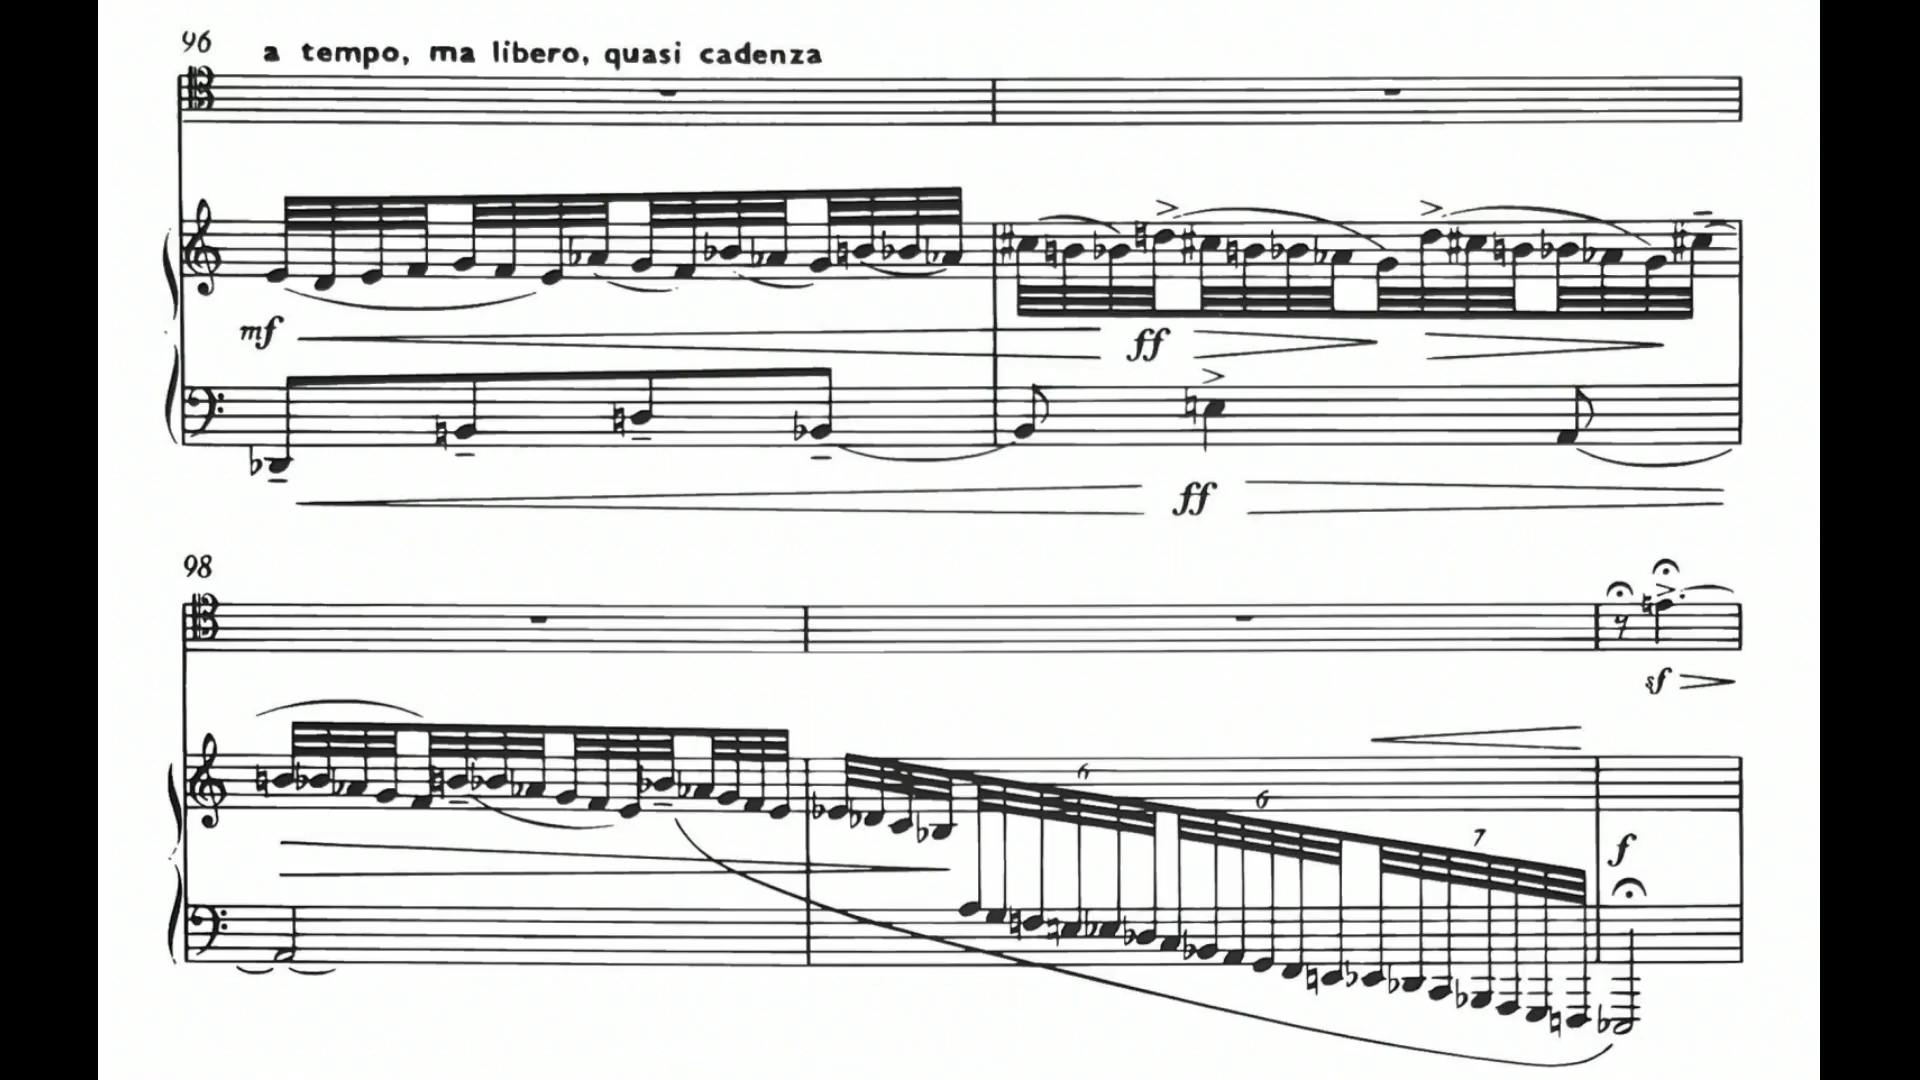 96 a tempo, ma libero, quasi cadenza
mf ff
ff
98
sf
6 6 7 f